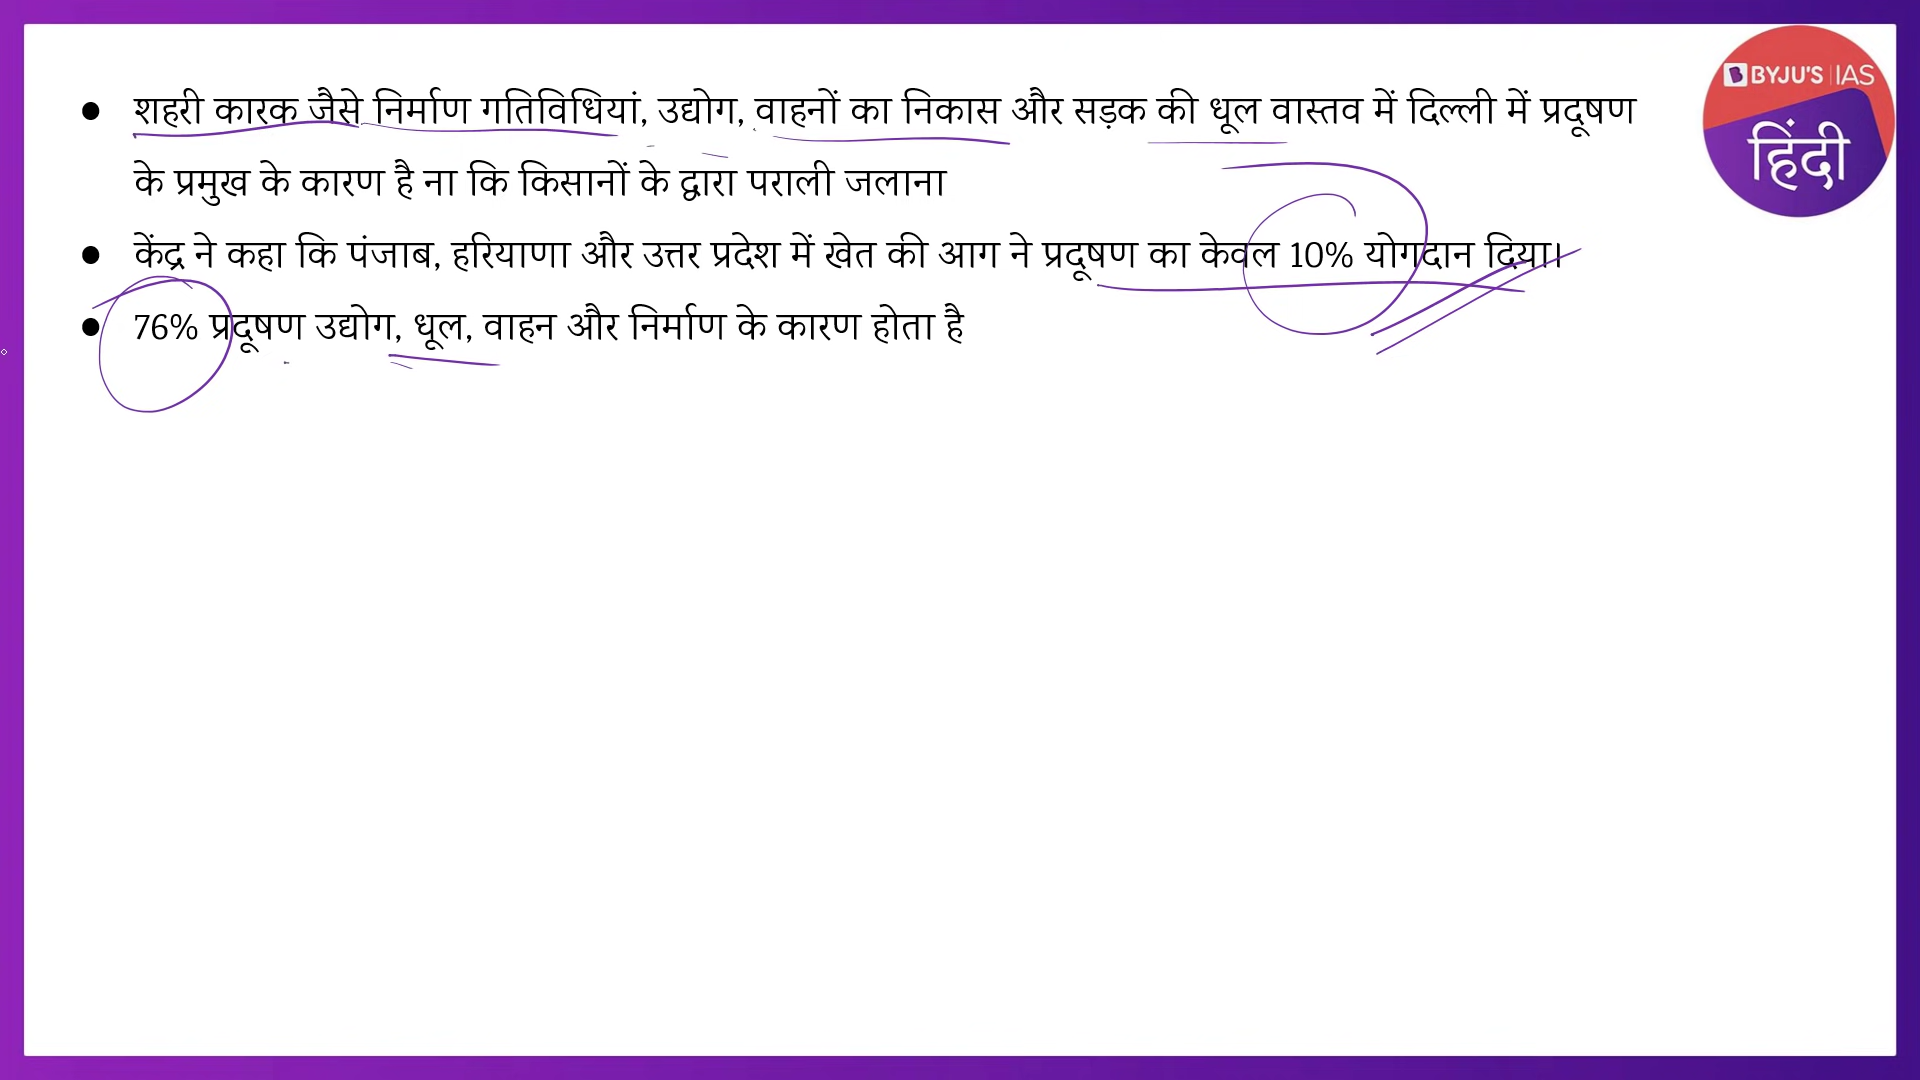 BYJU'S IAS
हिंदी
● शहरी कारक जैसे निर्माण गतिविधियां, उद्योग, वाहनों का निकास और सड़क की धूल वास्तव में दिल्ली में प्रदूषण
के प्रमुख के कारण है ना कि किसानों के द्वारा पराली जलाना
● केंद्र ने कहा कि पंजाब, हरियाणा और उत्तर प्रदेश में खेत की आग ने प्रदूषण का केवल 10% योगदान दिया।
● 76% प्रदूषण उद्योग, धूल, वाहन और निर्माण के कारण होता है